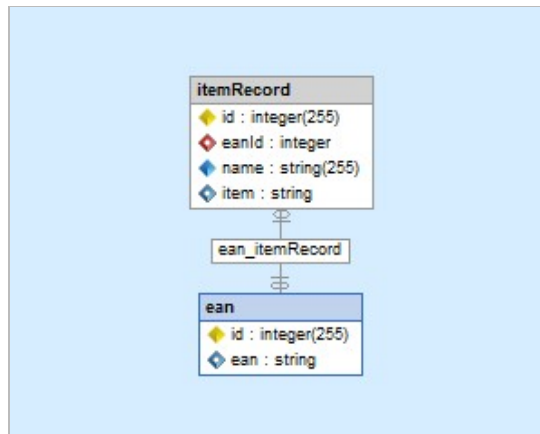 itemRecord
id : integer(255)
eanId : integer
name : string(255)
item : string
ean_itemRecord
ean
id : integer(255)
ean : string